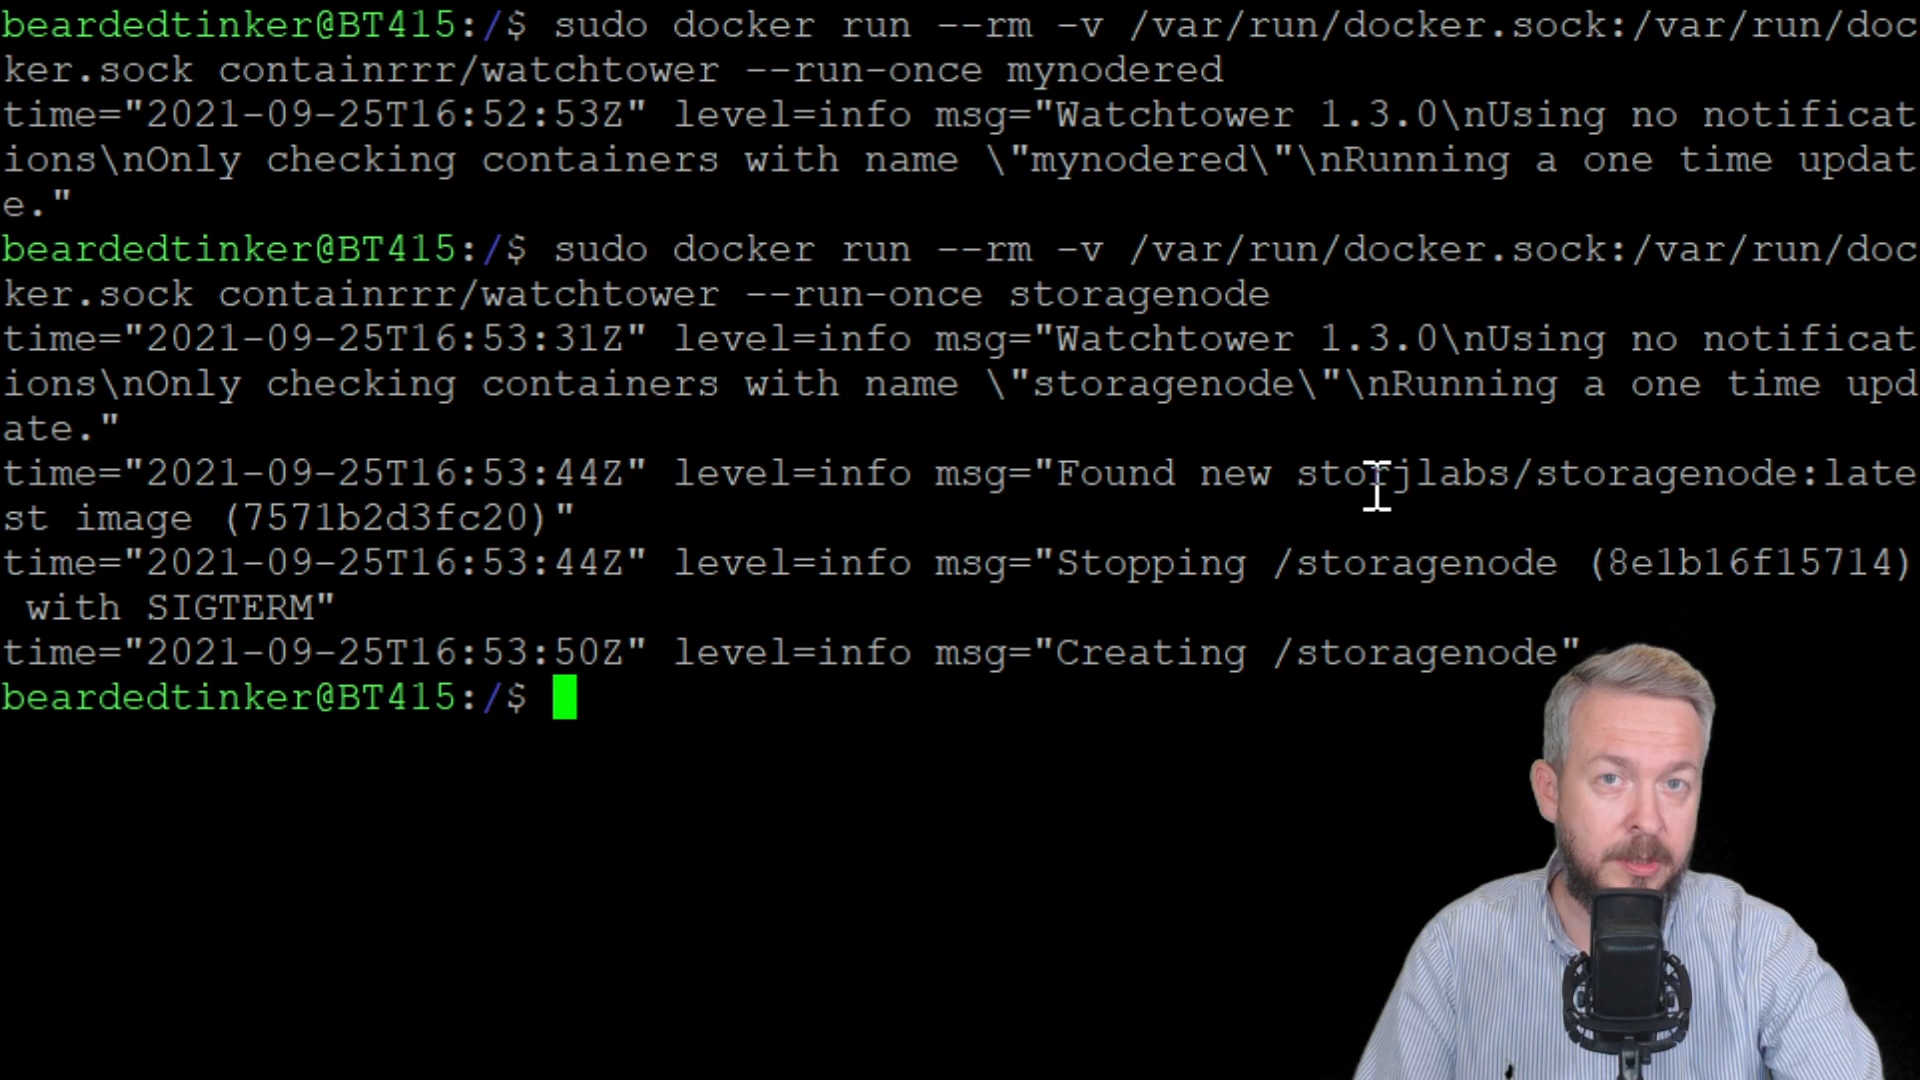 beardedtinker@BT415:/$ sudo docker run --rm -v /var/run/docker.sock:/var/run/doc
ker.sock containrrr/watchtower --run-once mynodered
time="2021-09-25T16:52:53Z" level=info msg="Watchtower 1.3.0\nUsing no notificat
ions\nOnly checking containers with name \"mynodered\"\nRunning a one time updat
e."
beardedtinker@BT415:/$ sudo docker run --rm -v /var/run/docker.sock:/var/run/doc
ker.sock containrrr/watchtower --run-once storagenode
time="2021-09-25T16:53:31Z" level=info msg="Watchtower 1.3.0\nUsing no notificat
ions\nOnly checking containers with name \"storagenode\"\nRunning a one time upd
ate."
time="2021-09-25T16:53:44Z" level=info msg="Found new storjlabs/storagenode:late
st image (7571b2d3fc20)"
time="2021-09-25T16:53:44Z" level=info msg="Stopping /storagenode (8e1b16f15714)
 with SIGTERM"
time="2021-09-25T16:53:50Z" level=info msg="Creating /storagenode"
beardedtinker@BT415:/$